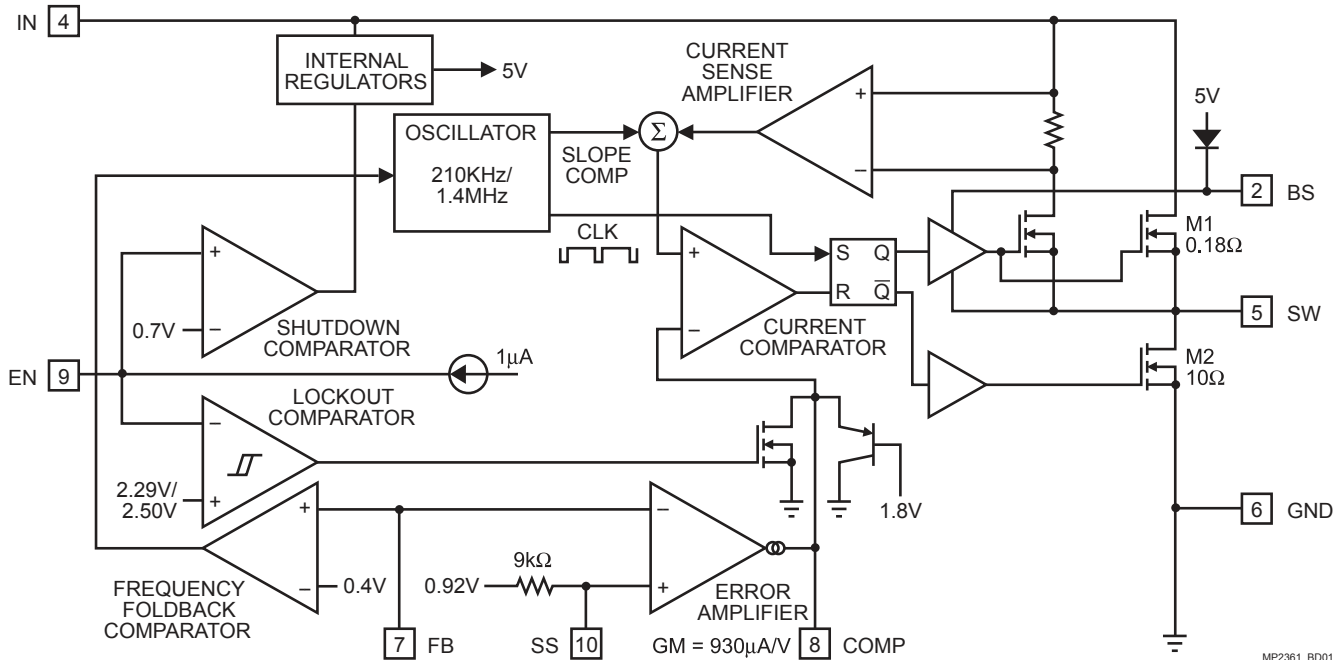 IN 4
INTERNAL
REGULATORS
5V
CURRENT
SENSE
AMPLIFIER
+
−
5V
OSCILLATOR
210KHz/
1.4MHz
Σ
SLOPE
COMP
CLK
2 BS
M1
0.18Ω
+
−
S Q
R Q̅
+
−
0.7V
SHUTDOWN
COMPARATOR
CURRENT
COMPARATOR
5 SW
M2
10Ω
EN 9
1µA
LOCKOUT
COMPARATOR
−
+
2.29V/
2.50V
1.8V
6 GND
+
−
0.4V
FREQUENCY
FOLDBACK
COMPARATOR
0.92V
9kΩ
−
+
ERROR
AMPLIFIER
7 FB
SS 10
GM = 930µA/V
8 COMP
MP2361_BD01